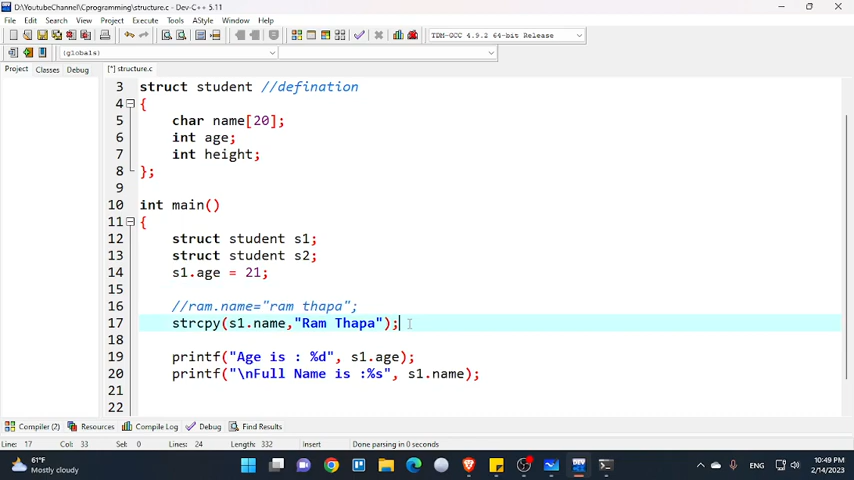 D:\YoutubeChannel\Cprogramming\structure.c - Dev-C++ 5.11
File Edit Search View Project Execute Tools AStyle Window Help
TDM-GCC 4.9.2 64-bit Release
(globals)
Project Classes Debug
[*] structure.c
3 struct student //defination
4 {
5 char name[20];
6 int age;
7 int height;
8 };
9
10 int main()
11 {
12 struct student s1;
13 struct student s2;
14 s1.age = 21;
15
16 //ram.name="ram thapa";
17 strcpy(s1.name,"Ram Thapa");
18
19 printf("Age is : %d", s1.age);
20 printf("\nFull Name is :%s", s1.name);
21
22
Compiler (2) Resources Compile Log Debug Find Results
Line: 17 Col: 33 Sel: 0 Lines: 24 Length: 332 Insert Done parsing in 0 seconds
61°F
Mostly cloudy
DEV
ENG
10:49 PM
2/14/2023